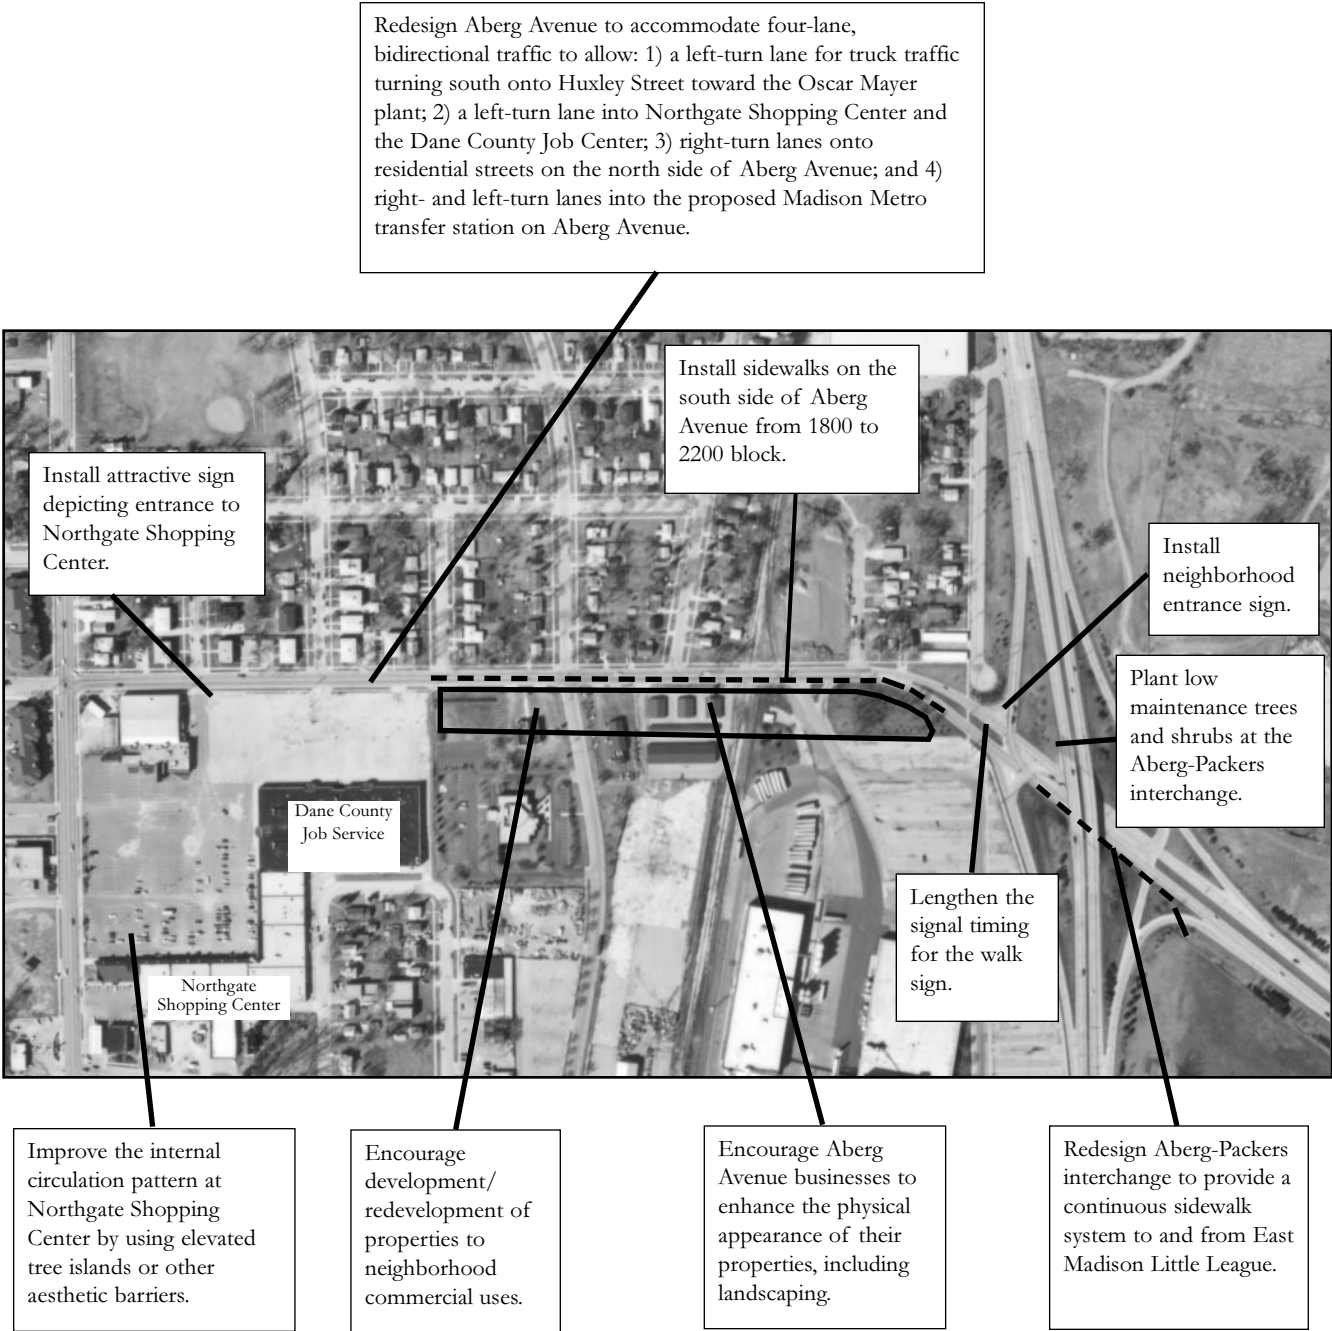 Redesign Aberg Avenue to accommodate four-lane,
bidirectional traffic to allow: 1) a left-turn lane for truck traffic
turning south onto Huxley Street toward the Oscar Mayer
plant; 2) a left-turn lane into Northgate Shopping Center and
the Dane County Job Center; 3) right-turn lanes onto
residential streets on the north side of Aberg Avenue; and 4)
right- and left-turn lanes into the proposed Madison Metro
transfer station on Aberg Avenue.
Install sidewalks on the
south side of Aberg
Avenue from 1800 to
2200 block.
Install attractive sign
depicting entrance to
Northgate Shopping
Center.
Install
neighborhood
entrance sign.
Plant low
maintenance trees
and shrubs at the
Aberg-Packers
interchange.
Dane County
Job Service
Lengthen the
signal timing
for the walk
sign.
Northgate
Shopping Center
Improve the internal
circulation pattern at
Northgate Shopping
Center by using elevated
tree islands or other
aesthetic barriers.
Encourage
development/
redevelopment of
properties to
neighborhood
commercial uses.
Encourage Aberg
Avenue businesses to
enhance the physical
appearance of their
properties, including
landscaping.
Redesign Aberg-Packers
interchange to provide a
continuous sidewalk
system to and from East
Madison Little League.